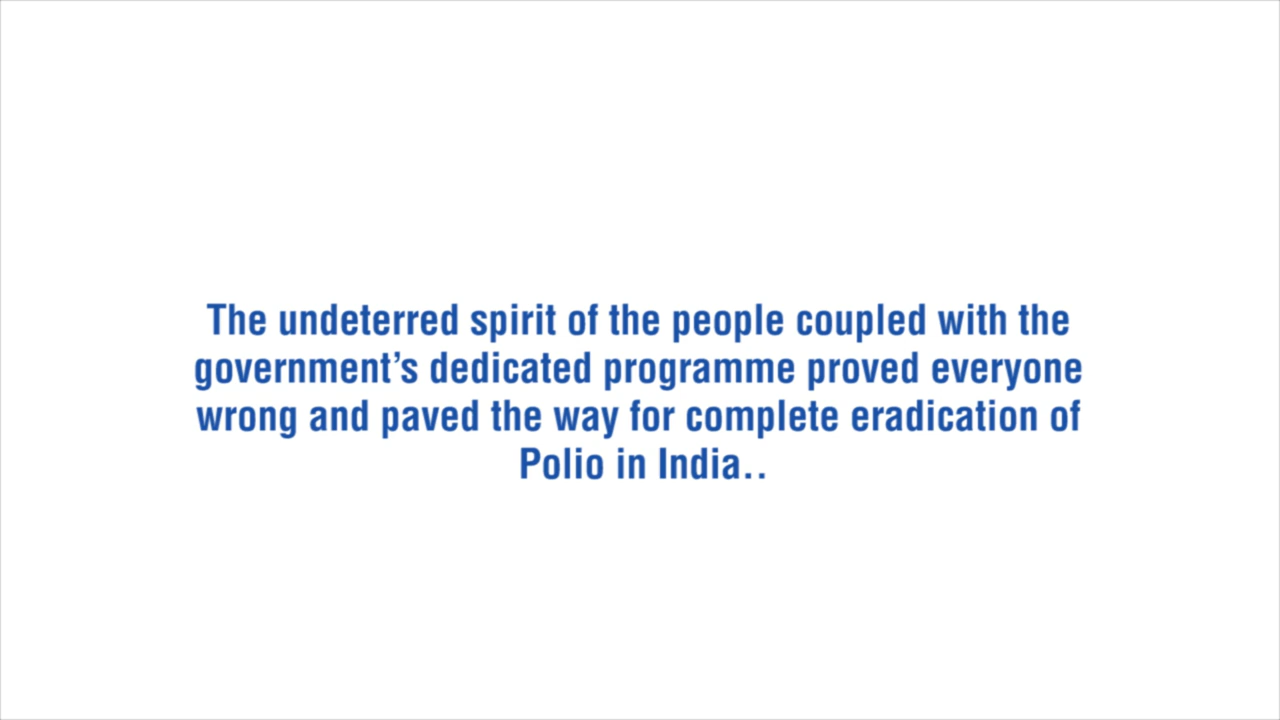 The undeterred spirit of the people coupled with the
government’s dedicated programme proved everyone
wrong and paved the way for complete eradication of
Polio in India..